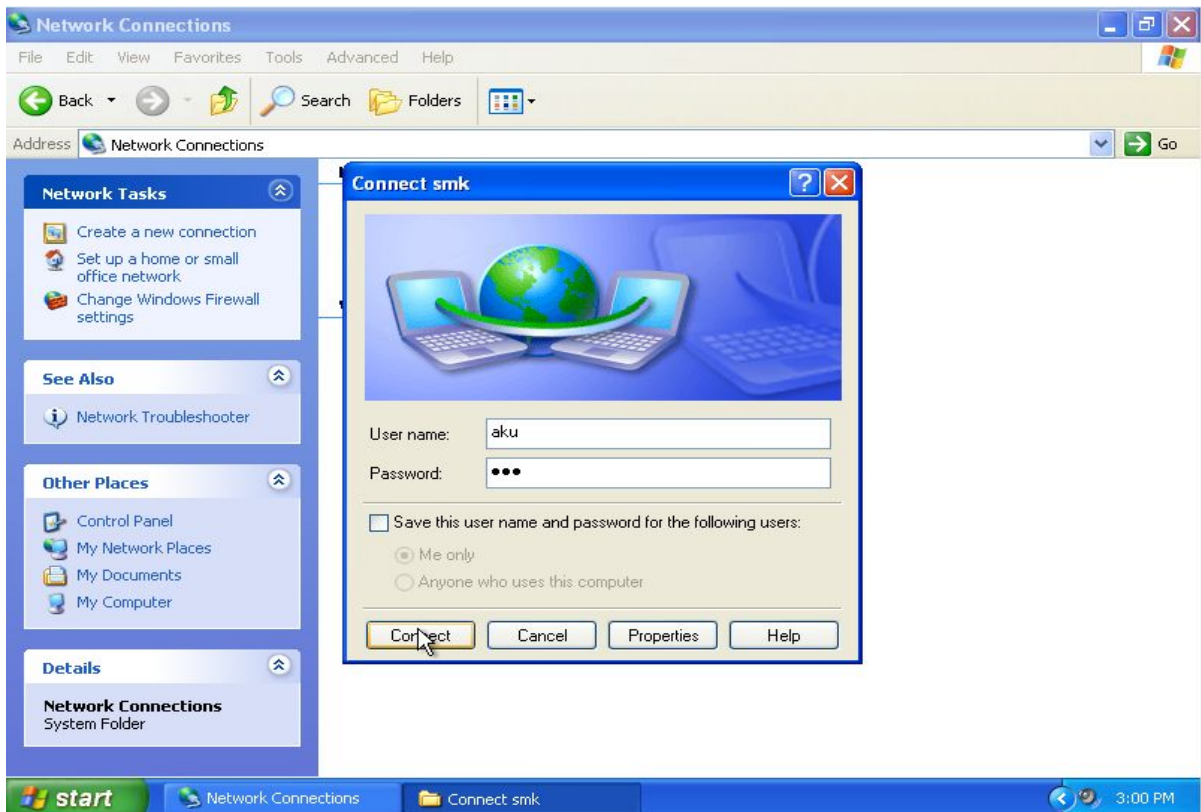 Network Connections
File Edit View Favorites Tools Advanced Help
Back Search Folders
Address Network Connections Go
Network Tasks
Create a new connection
Set up a home or small
office network
Change Windows Firewall
settings
See Also
Network Troubleshooter
Other Places
Control Panel
My Network Places
My Documents
My Computer
Details
Network Connections
System Folder
Connect smk
User name: aku
Password: •••
Save this user name and password for the following users:
Me only
Anyone who uses this computer
Connect Cancel Properties Help
start Network Connections Connect smk 3:00 PM